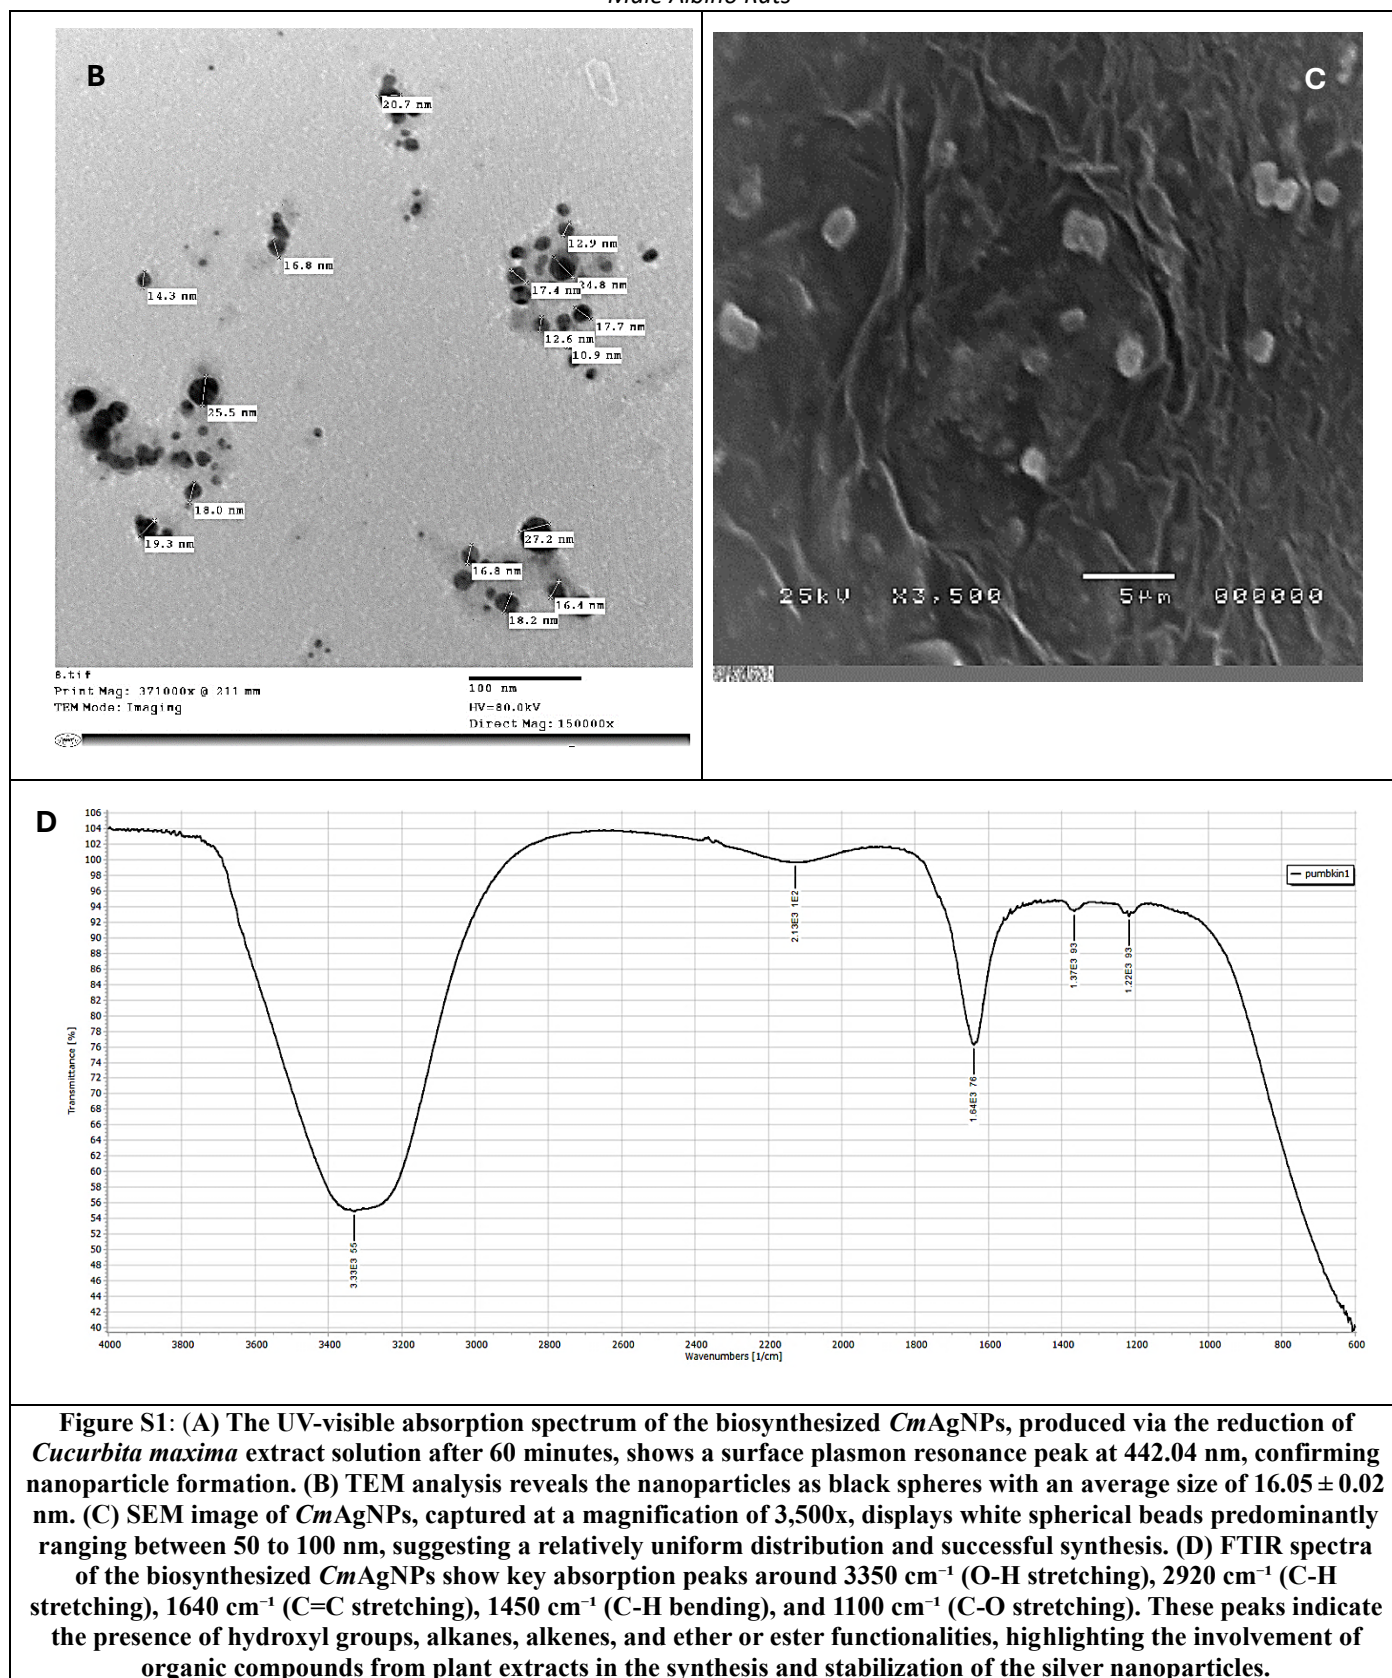 Male Albino Rats
B
20.7 nm
12.9 nm
16.8 nm
24.8 nm
17.4 nm
14.3 nm
17.7 nm
12.6 nm
10.9 nm
25.5 nm
18.0 nm
19.3 nm
27.2 nm
16.8 nm
16.4 nm
18.2 nm
8.tif
Print Mag: 371000x @ 211 mm
TEM Mode: Imaging
100 nm
HV=80.0kV
Direct Mag: 150000x
C
25kV X3,500 5μm 000000
D
106
104
102
100
98
96
94
92
90
88
86
84
82
80
78
76
74
72
70
68
66
64
62
60
58
56
54
52
50
48
46
44
42
40
Transmittance [%]
pumbkin1
3.33E3 55
2.13E3 1E2
1.64E3 76
1.37E3 93
1.22E3 93
4000 3800 3600 3400 3200 3000 2800 2600 2400 2200 2000 1800 1600 1400 1200 1000 800 600
Wavenumbers [1/cm]
Figure S1: (A) The UV-visible absorption spectrum of the biosynthesized CmAgNPs, produced via the reduction of
Cucurbita maxima extract solution after 60 minutes, shows a surface plasmon resonance peak at 442.04 nm, confirming
nanoparticle formation. (B) TEM analysis reveals the nanoparticles as black spheres with an average size of 16.05 ± 0.02
nm. (C) SEM image of CmAgNPs, captured at a magnification of 3,500x, displays white spherical beads predominantly
ranging between 50 to 100 nm, suggesting a relatively uniform distribution and successful synthesis. (D) FTIR spectra
of the biosynthesized CmAgNPs show key absorption peaks around 3350 cm⁻¹ (O-H stretching), 2920 cm⁻¹ (C-H
stretching), 1640 cm⁻¹ (C=C stretching), 1450 cm⁻¹ (C-H bending), and 1100 cm⁻¹ (C-O stretching). These peaks indicate
the presence of hydroxyl groups, alkanes, alkenes, and ether or ester functionalities, highlighting the involvement of
organic compounds from plant extracts in the synthesis and stabilization of the silver nanoparticles.